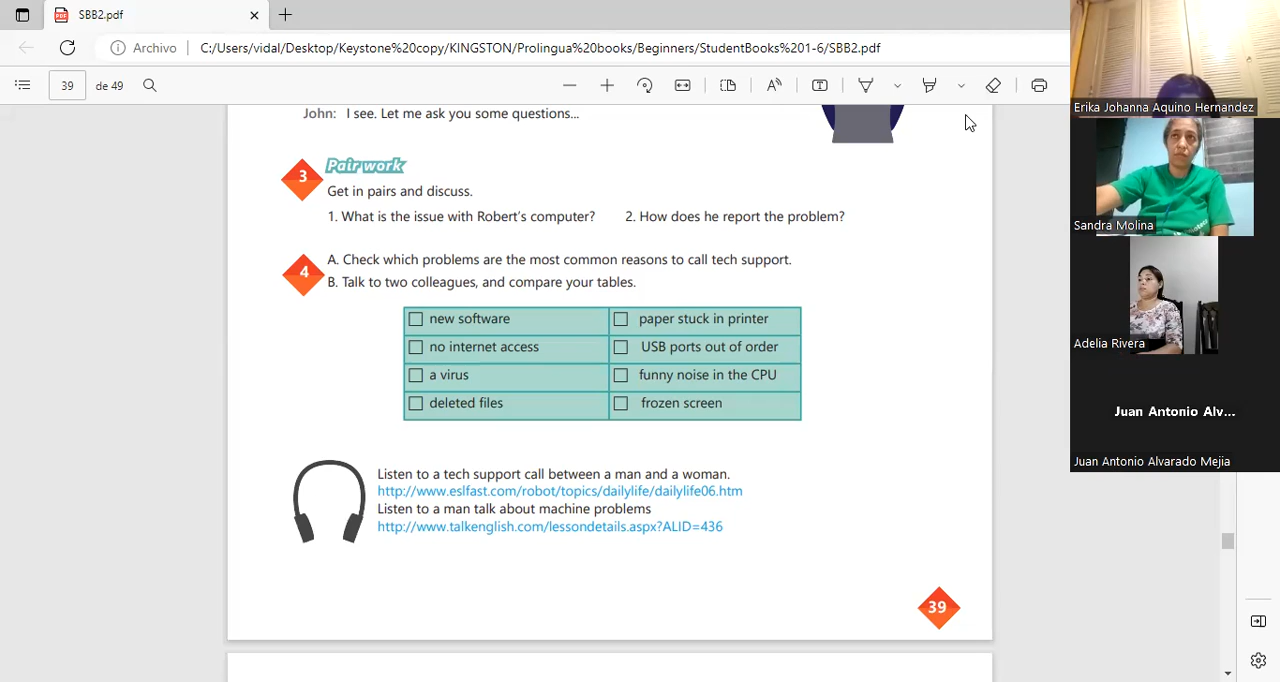 SBB2.pdf
Archivo
C:/Users/vidal/Desktop/Keystone%20copy/KINGSTON/Prolingua%20books/Beginners/StudentBooks%201-6/SBB2.pdf
39 de 49
John: I see. Let me ask you some questions...
3 Pair work
Get in pairs and discuss.
1. What is the issue with Robert's computer? 2. How does he report the problem?
4 A. Check which problems are the most common reasons to call tech support.
B. Talk to two colleagues, and compare your tables.
new software paper stuck in printer
no internet access USB ports out of order
a virus funny noise in the CPU
deleted files frozen screen
Listen to a tech support call between a man and a woman.
http://www.eslfast.com/robot/topics/dailylife/dailylife06.htm
Listen to a man talk about machine problems
http://www.talkenglish.com/lessondetails.aspx?ALID=436
39
Erika Johanna Aquino Hernandez
Sandra Molina
Adelia Rivera
Juan Antonio Alv...
Juan Antonio Alvarado Mejia